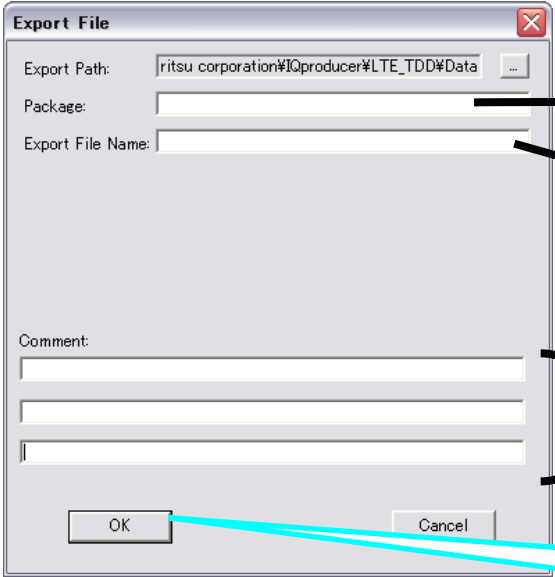 Export File
Export Path:
ritsu corporation¥IQproducer¥LTE_TDD¥Data
...
Package:
Export File Name:
Comment:
OK
Cancel